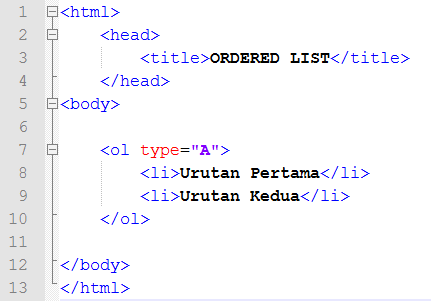 1 <html>
2 <head>
3 <title>ORDERED LIST</title>
4 </head>
5 <body>
6
7 <ol type="A">
8 <li>Urutan Pertama</li>
9 <li>Urutan Kedua</li>
10 </ol>
11
12 </body>
13 </html>